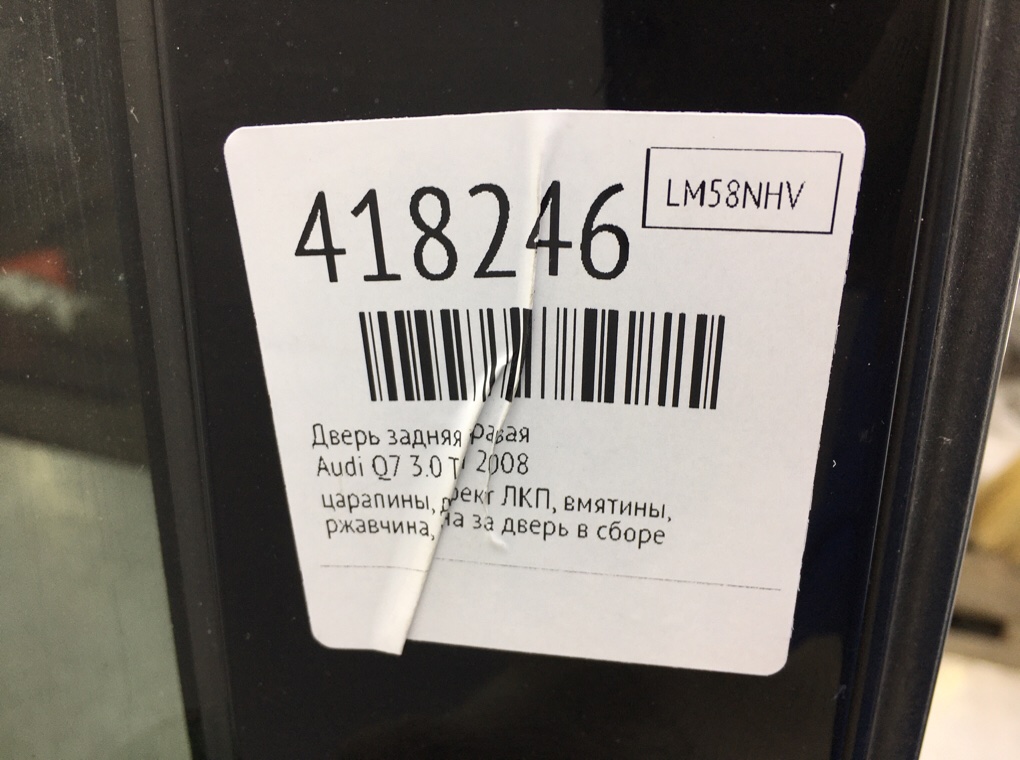 LM58NHV
418246
Дверь задняя
Audi Q7 3.0 2008
царапины, ЛКП, вмятины,
ржавчина, за дверь в сборе